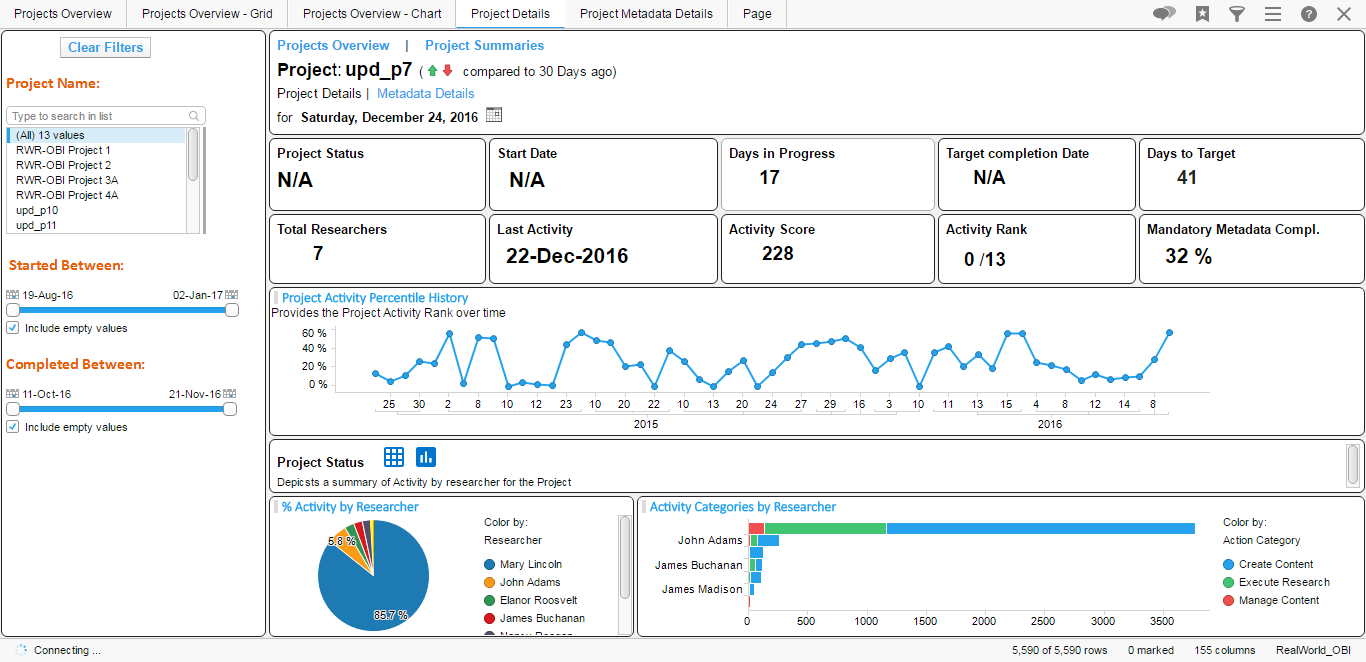 Projects Overview Projects Overview - Grid Projects Overview - Chart Project Details Project Metadata Details Page
Clear Filters
Project Name:
Type to search in list
(All) 13 values
RWR-OBI Project 1
RWR-OBI Project 2
RWR-OBI Project 3A
RWR-OBI Project 4A
upd_p10
upd_p11
Started Between:
19-Aug-16 02-Jan-17
Include empty values
Completed Between:
11-Oct-16 21-Nov-16
Include empty values
Projects Overview | Project Summaries
Project: upd_p7 ( compared to 30 Days ago)
Project Details | Metadata Details
for Saturday, December 24, 2016
Project Status
N/A
Start Date
N/A
Days in Progress
17
Target completion Date
N/A
Days to Target
41
Total Researchers
7
Last Activity
22-Dec-2016
Activity Score
228
Activity Rank
0 /13
Mandatory Metadata Compl.
32 %
Project Activity Percentile History
Provides the Project Activity Rank over time
60 %
40 %
20 %
0 %
25 30 2 8 10 12 23 10 20 22 10 13 20 24 27 29 16 3 10 11 13 15 4 8 12 14 8
2015 2016
Project Status
Depicsts a summary of Activity by researcher for the Project
% Activity by Researcher
5.8 %
85.7 %
Color by:
Researcher
Mary Lincoln
John Adams
Elanor Roosvelt
James Buchanan
Nancy Reagan
Activity Categories by Researcher
John Adams
James Buchanan
James Madison
0 500 1000 1500 2000 2500 3000 3500
Color by:
Action Category
Create Content
Execute Research
Manage Content
Connecting ... 5,590 of 5,590 rows 0 marked 155 columns RealWorld_OBI